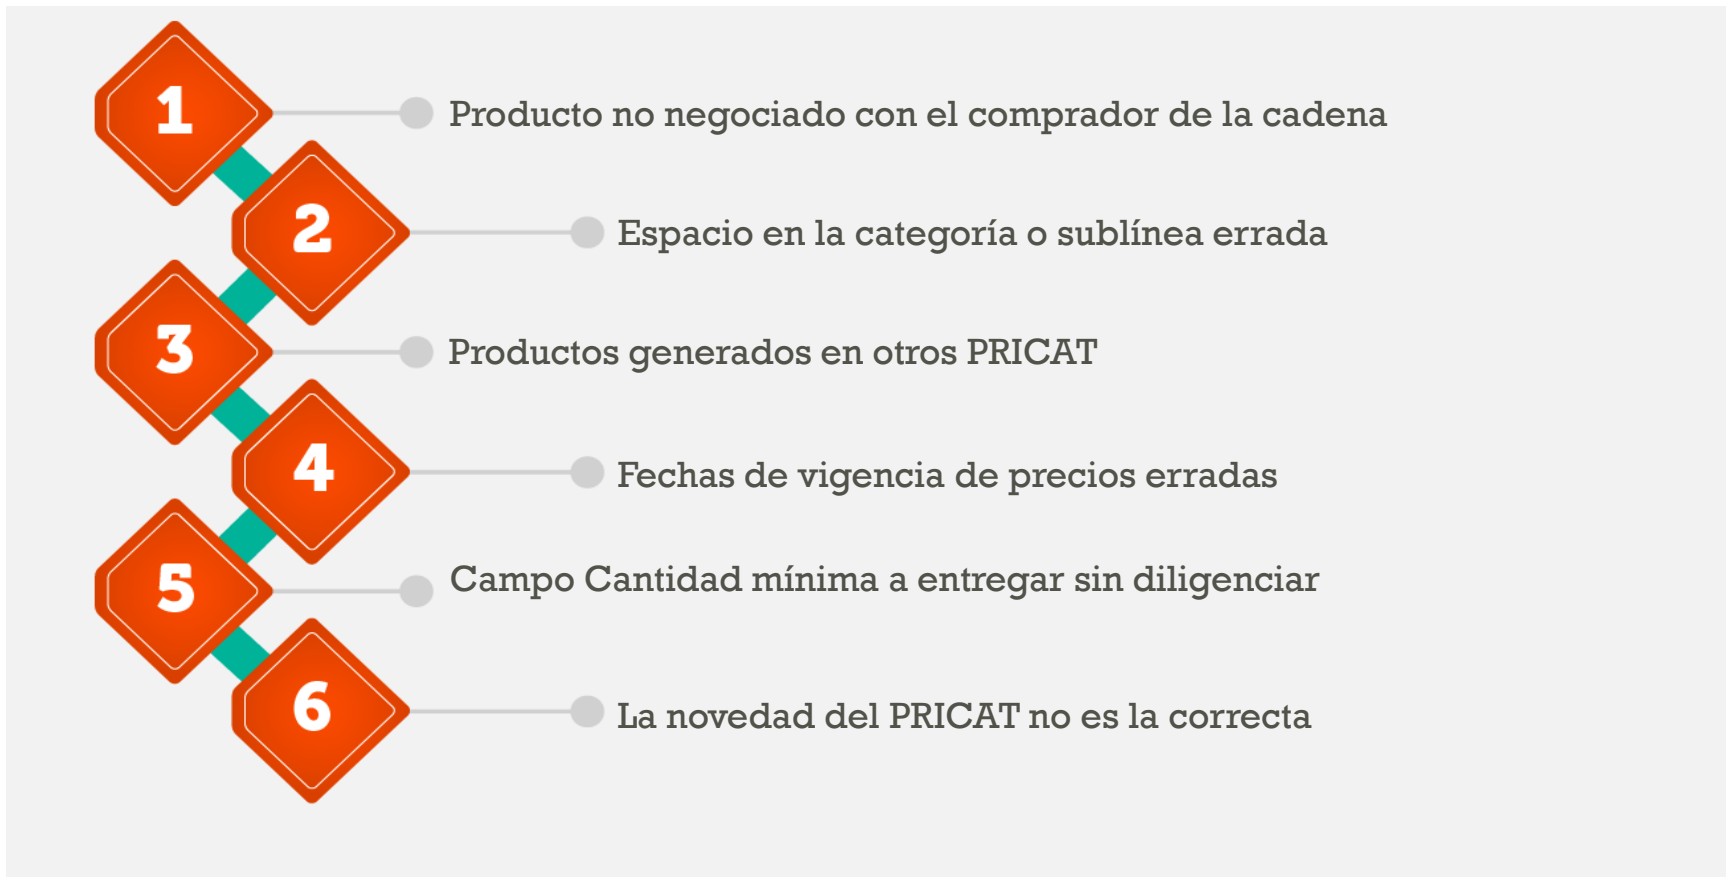 1
Producto no negociado con el comprador de la cadena
2
Espacio en la categoría o sublínea errada
3
Productos generados en otros PRICAT
4
Fechas de vigencia de precios erradas
5
Campo Cantidad mínima a entregar sin diligenciar
6
La novedad del PRICAT no es la correcta